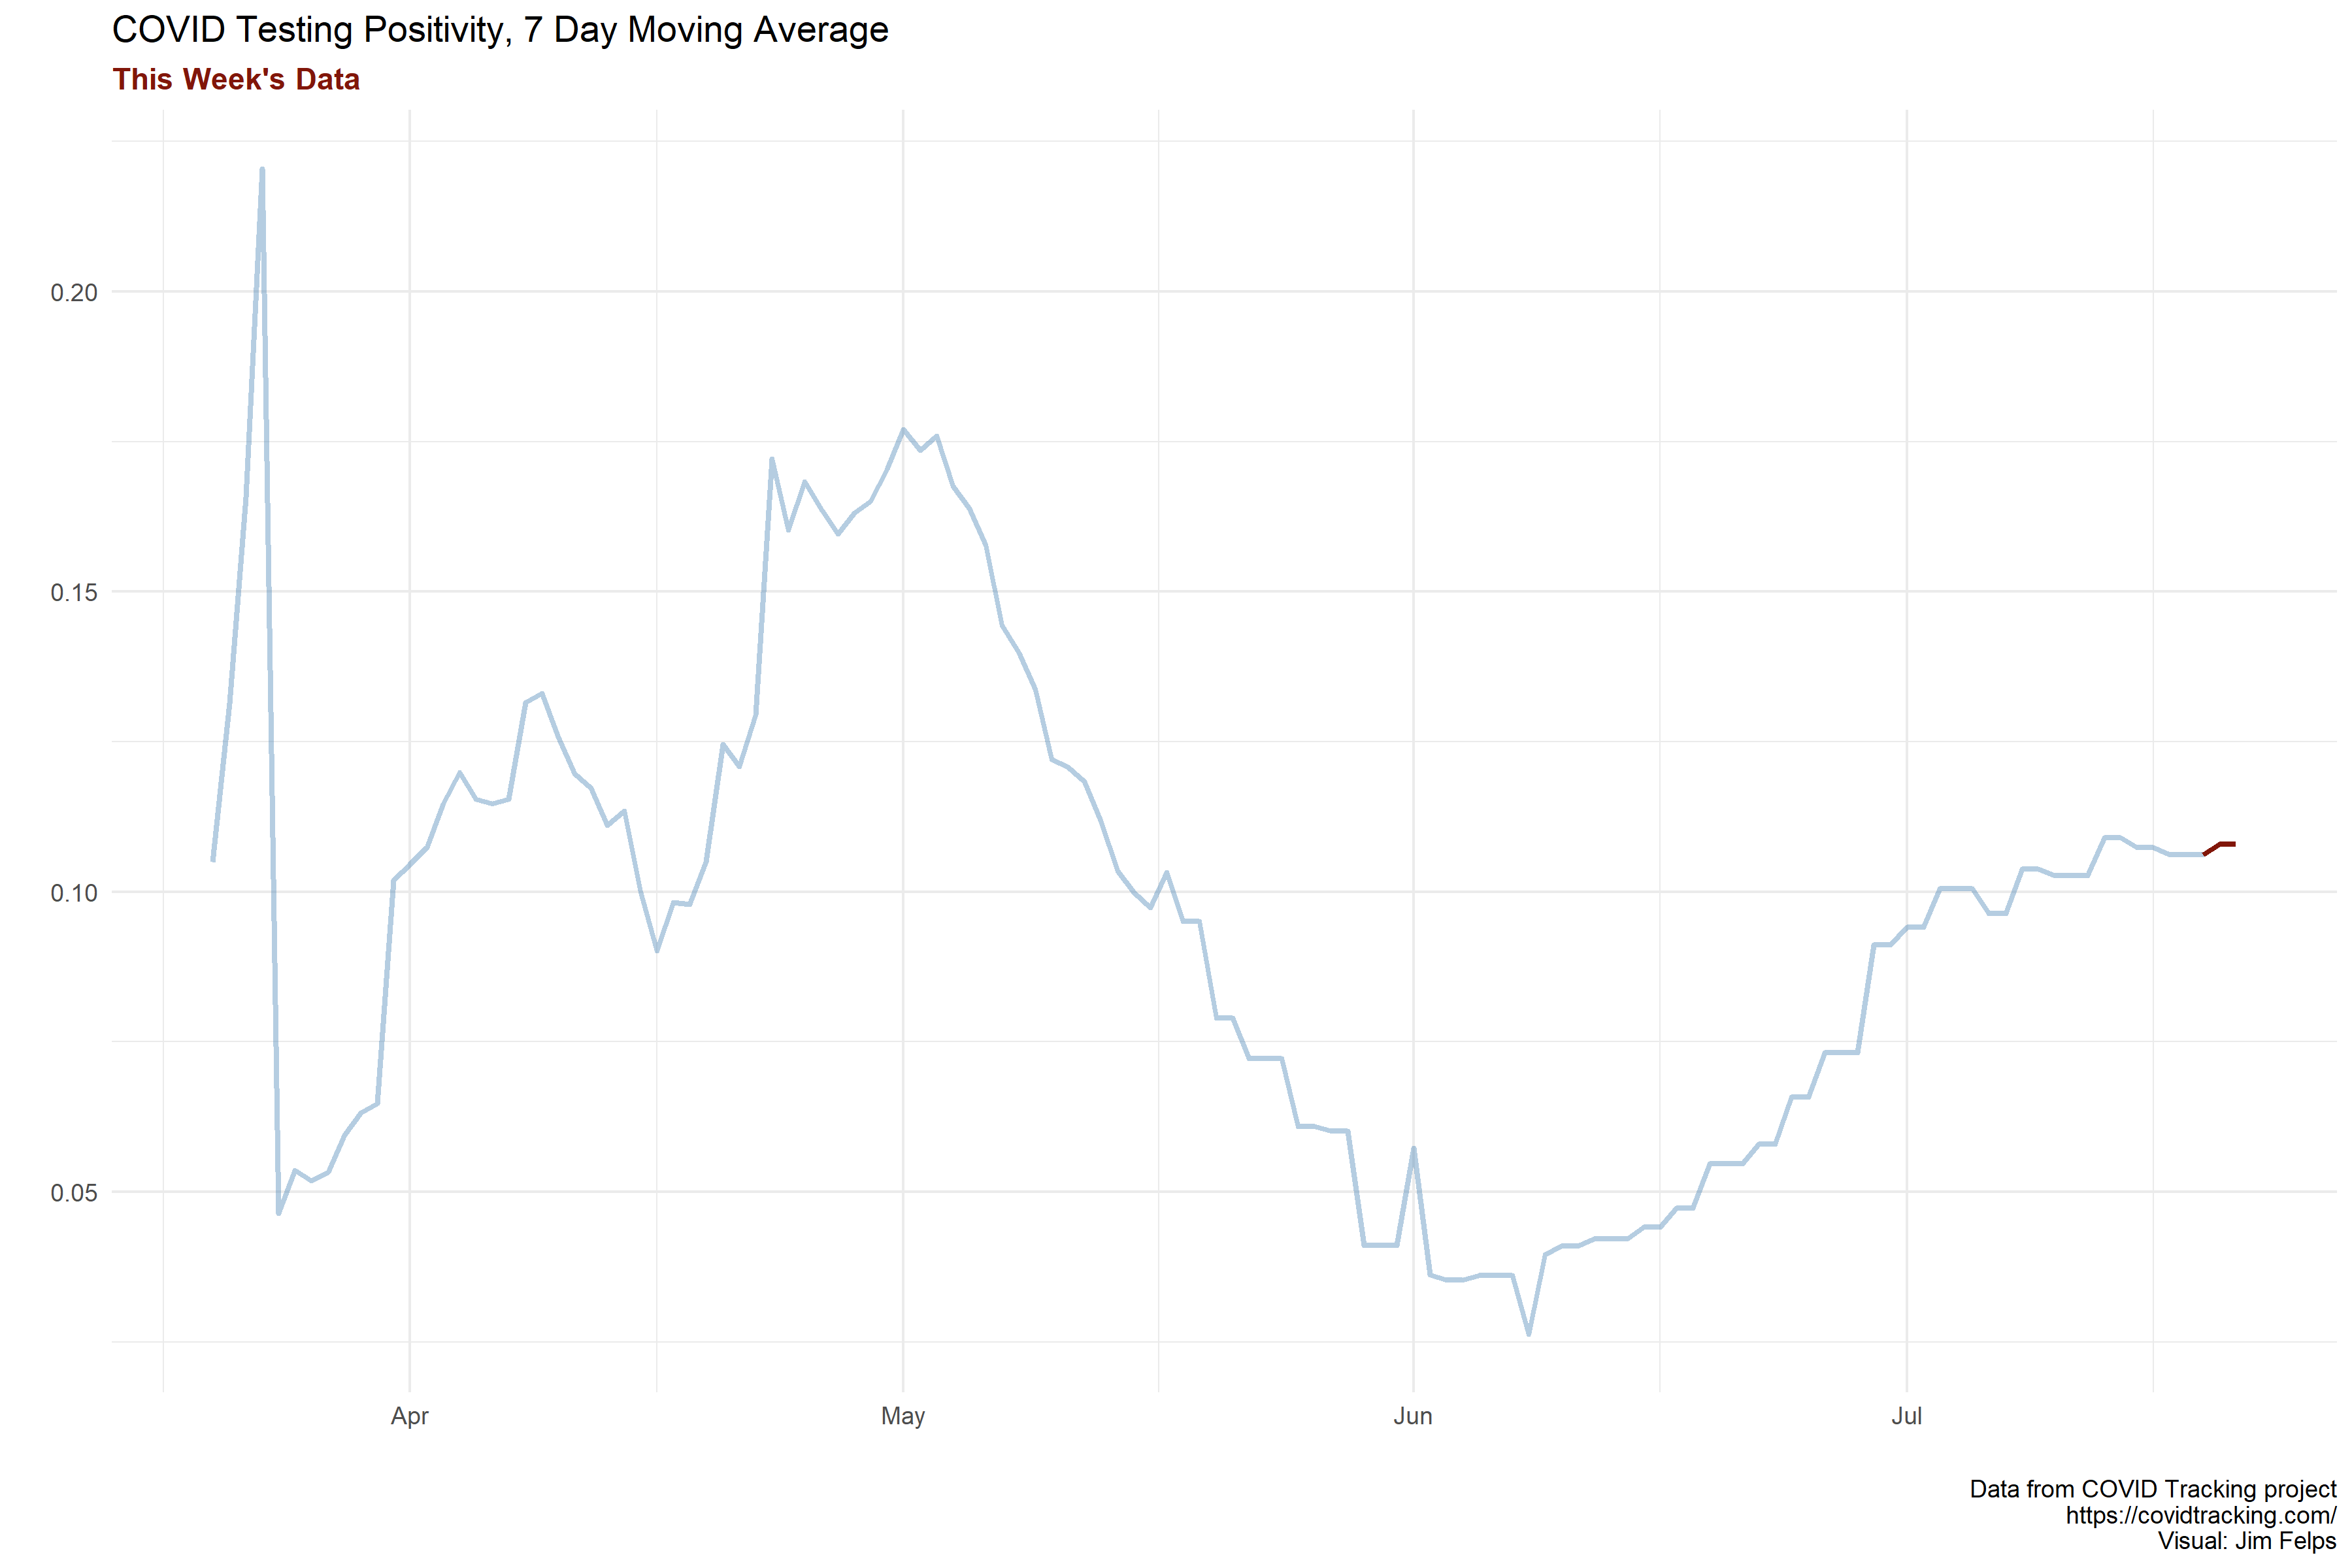 COVID Testing Positivity, 7 Day Moving Average
This Week's Data
0.20
0.15
0.10
0.05
Apr May Jun Jul
Data from COVID Tracking project
https://covidtracking.com/
Visual: Jim Felps